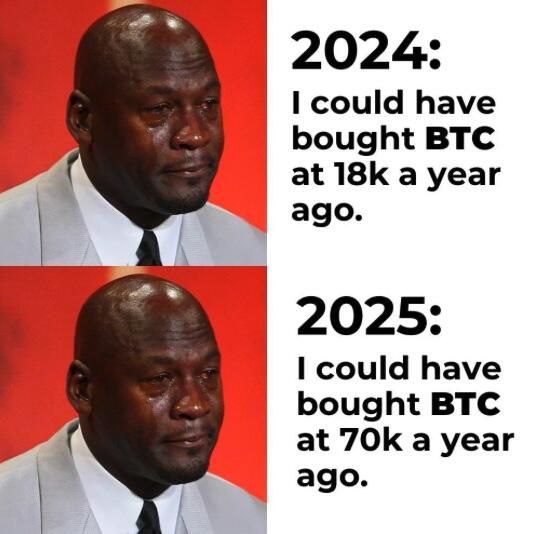 2024:
I could have
bought BTC
at 18k a year
ago.
2025:
I could have
bought BTC
at 70k a year
ago.